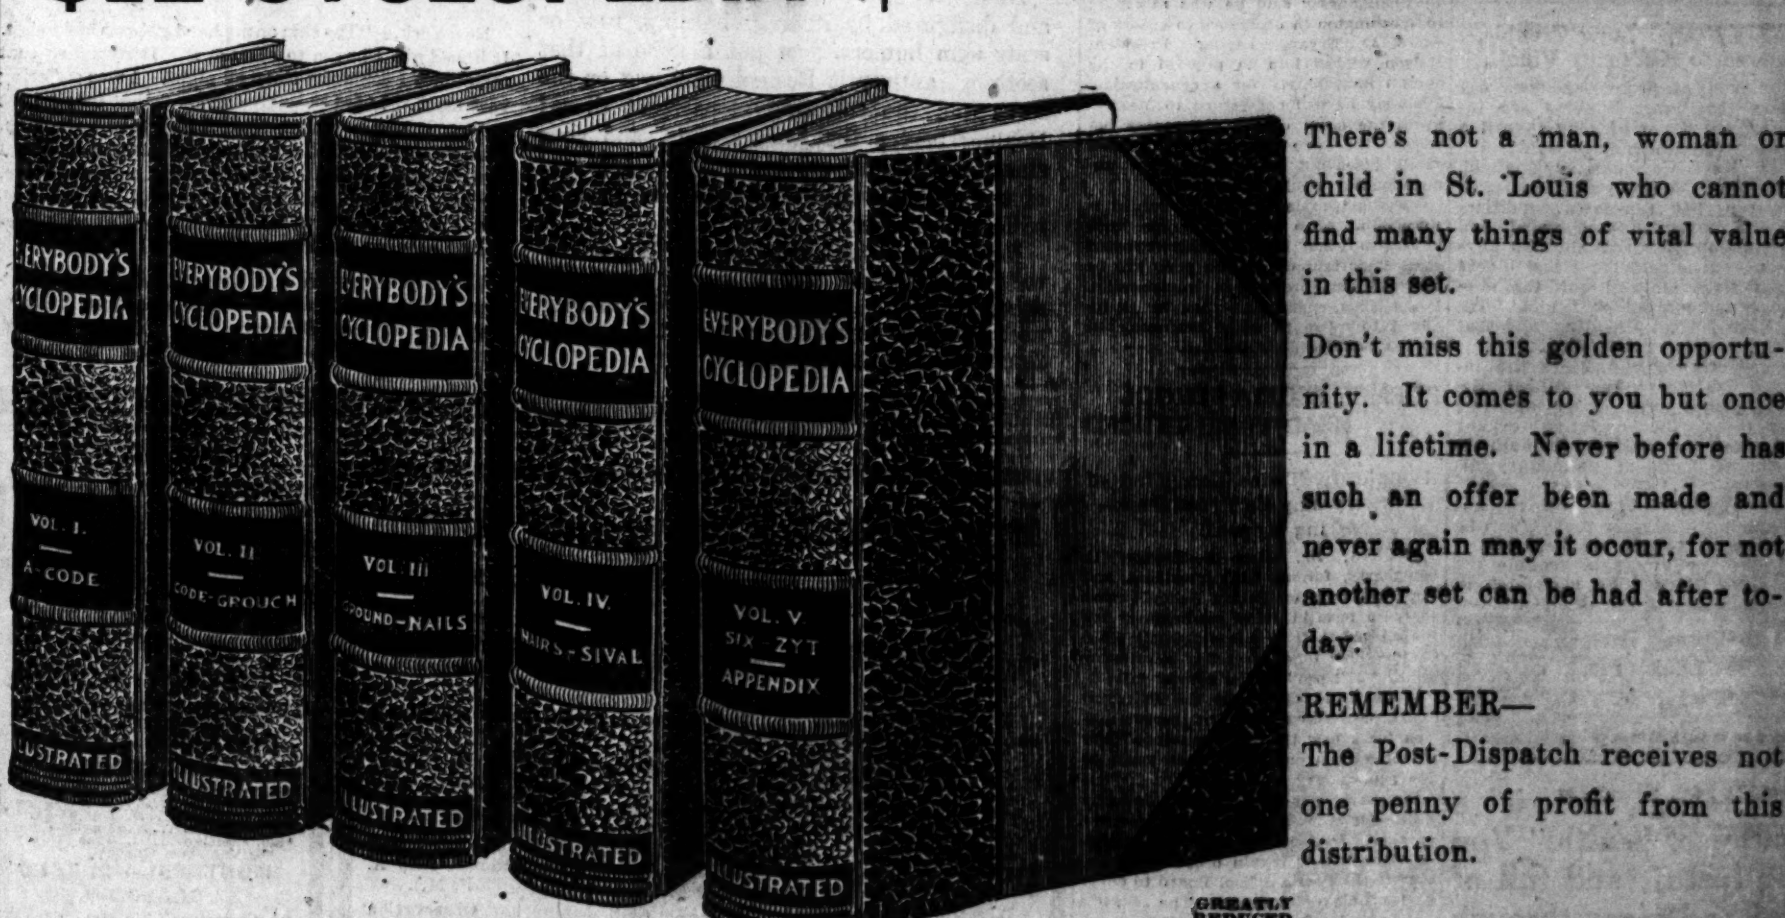 EVERYBODY'S
CYCLOPEDIA
VOL. I.
A-CODE
ILLUSTRATED
EVERYBODY'S
CYCLOPEDIA
VOL. II
CODE-GROUCH
ILLUSTRATED
EVERYBODY'S
CYCLOPEDIA
VOL. III
GROUND-NAILS
ILLUSTRATED
EVERYBODY'S
CYCLOPEDIA
VOL. IV.
NAIRS-SIVAL
ILLUSTRATED
EVERYBODY'S
CYCLOPEDIA
VOL. V.
SIX-ZYT
APPENDIX
ILLUSTRATED
There's not a man, woman or
child in St. Louis who cannot
find many things of vital value
in this set.
Don't miss this golden opportu-
nity. It comes to you but once
in a lifetime. Never before has
such an offer been made and
never again may it occur, for not
another set can be had after to-
day.
REMEMBER—
The Post-Dispatch receives not
one penny of profit from this
distribution.
GREATLY
REDUCED